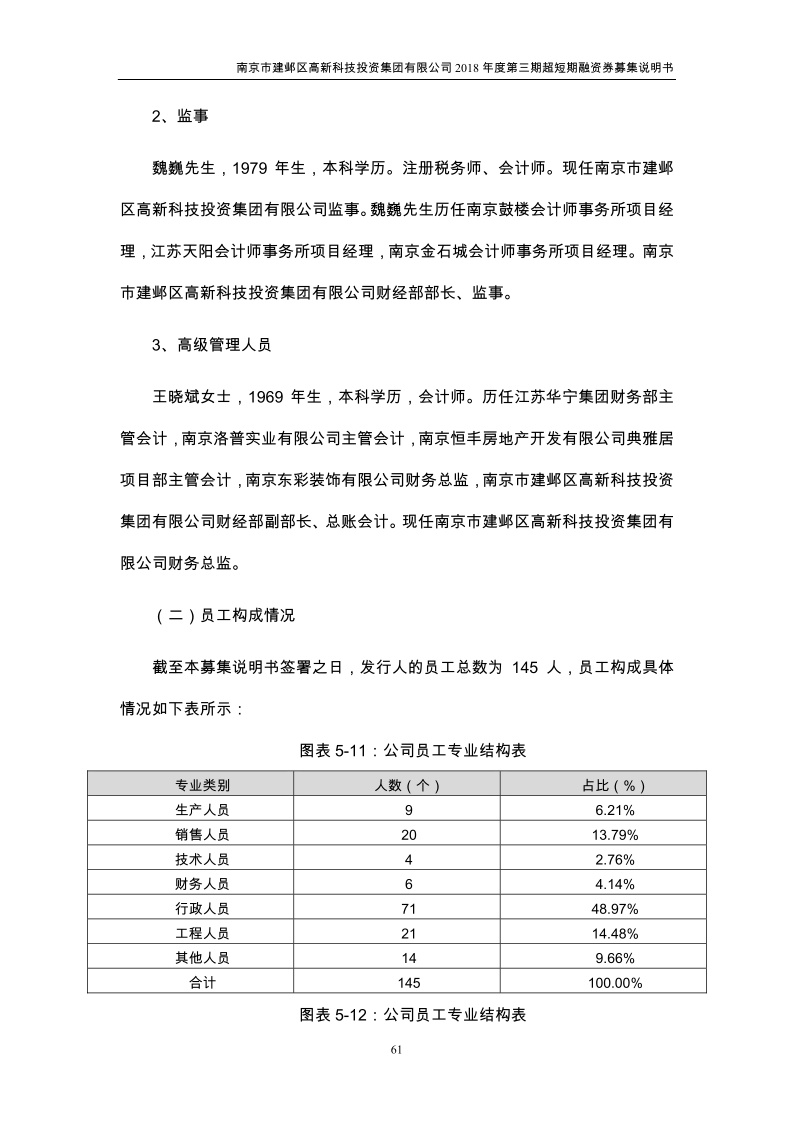 南京市建邺区高新科技投资集团有限公司 2018 年度第三期超短期融资券募集说明书
2、监事
魏巍先生，1979 年生，本科学历。注册税务师、会计师。现任南京市建邺
区高新科技投资集团有限公司监事。魏巍先生历任南京鼓楼会计师事务所项目经
理，江苏天阳会计师事务所项目经理，南京金石城会计师事务所项目经理。南京
市建邺区高新科技投资集团有限公司财经部部长、监事。
3、高级管理人员
王晓斌女士，1969 年生，本科学历，会计师。历任江苏华宁集团财务部主
管会计，南京洛普实业有限公司主管会计，南京恒丰房地产开发有限公司典雅居
项目部主管会计，南京东彩装饰有限公司财务总监，南京市建邺区高新科技投资
集团有限公司财经部副部长、总账会计。现任南京市建邺区高新科技投资集团有
限公司财务总监。
（二）员工构成情况
截至本募集说明书签署之日，发行人的员工总数为 145 人，员工构成具体
情况如下表所示：
图表 5-11：公司员工专业结构表
专业类别 人数（个） 占比（%）
生产人员 9 6.21%
销售人员 20 13.79%
技术人员 4 2.76%
财务人员 6 4.14%
行政人员 71 48.97%
工程人员 21 14.48%
其他人员 14 9.66%
合计 145 100.00%
图表 5-12：公司员工专业结构表
61